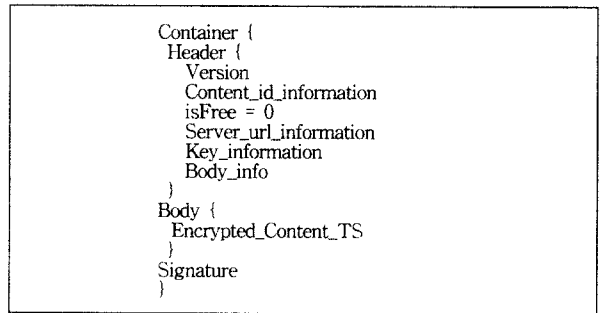 Container {
Header {
Version
Content_id_information
isFree = 0
Server_url_information
Key_information
Body_info
}
Body {
Encrypted_Content_TS
}
Signature
}